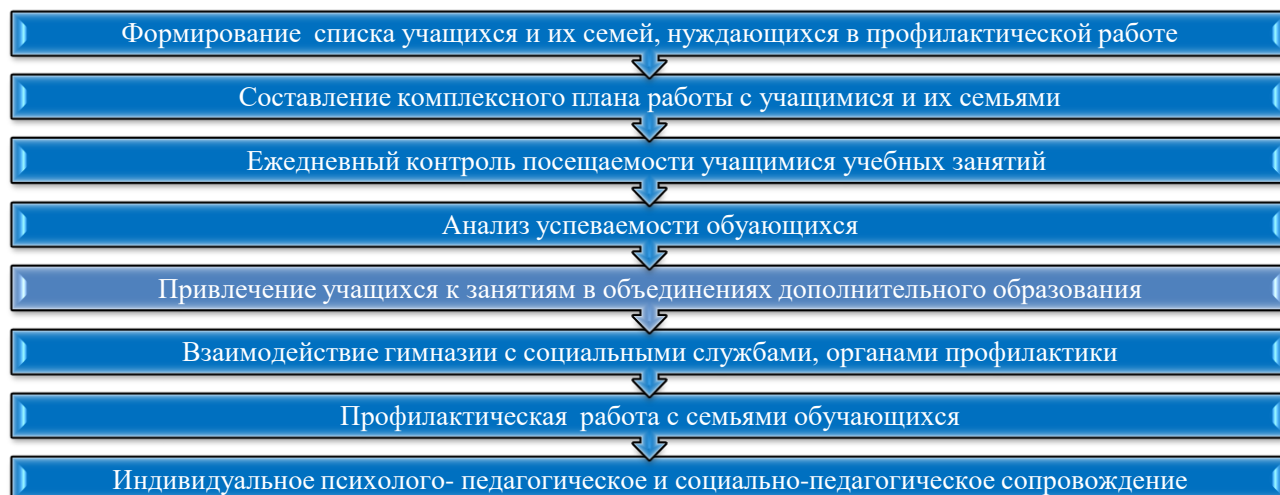 Формирование  списка учащихся и их семей, нуждающихся в профилактической работе
Составление комплексного плана работы с учащимися и их семьями
Ежедневный контроль посещаемости учащимися учебных занятий
Анализ успеваемости обуающихся
Привлечение учащихся к занятиям в объединениях дополнительного образования
Взаимодействие гимназии с социальными службами, органами профилактики
Профилактическая  работа с семьями обучающихся
Индивидуальное психолого- педагогическое и социально-педагогическое сопровождение